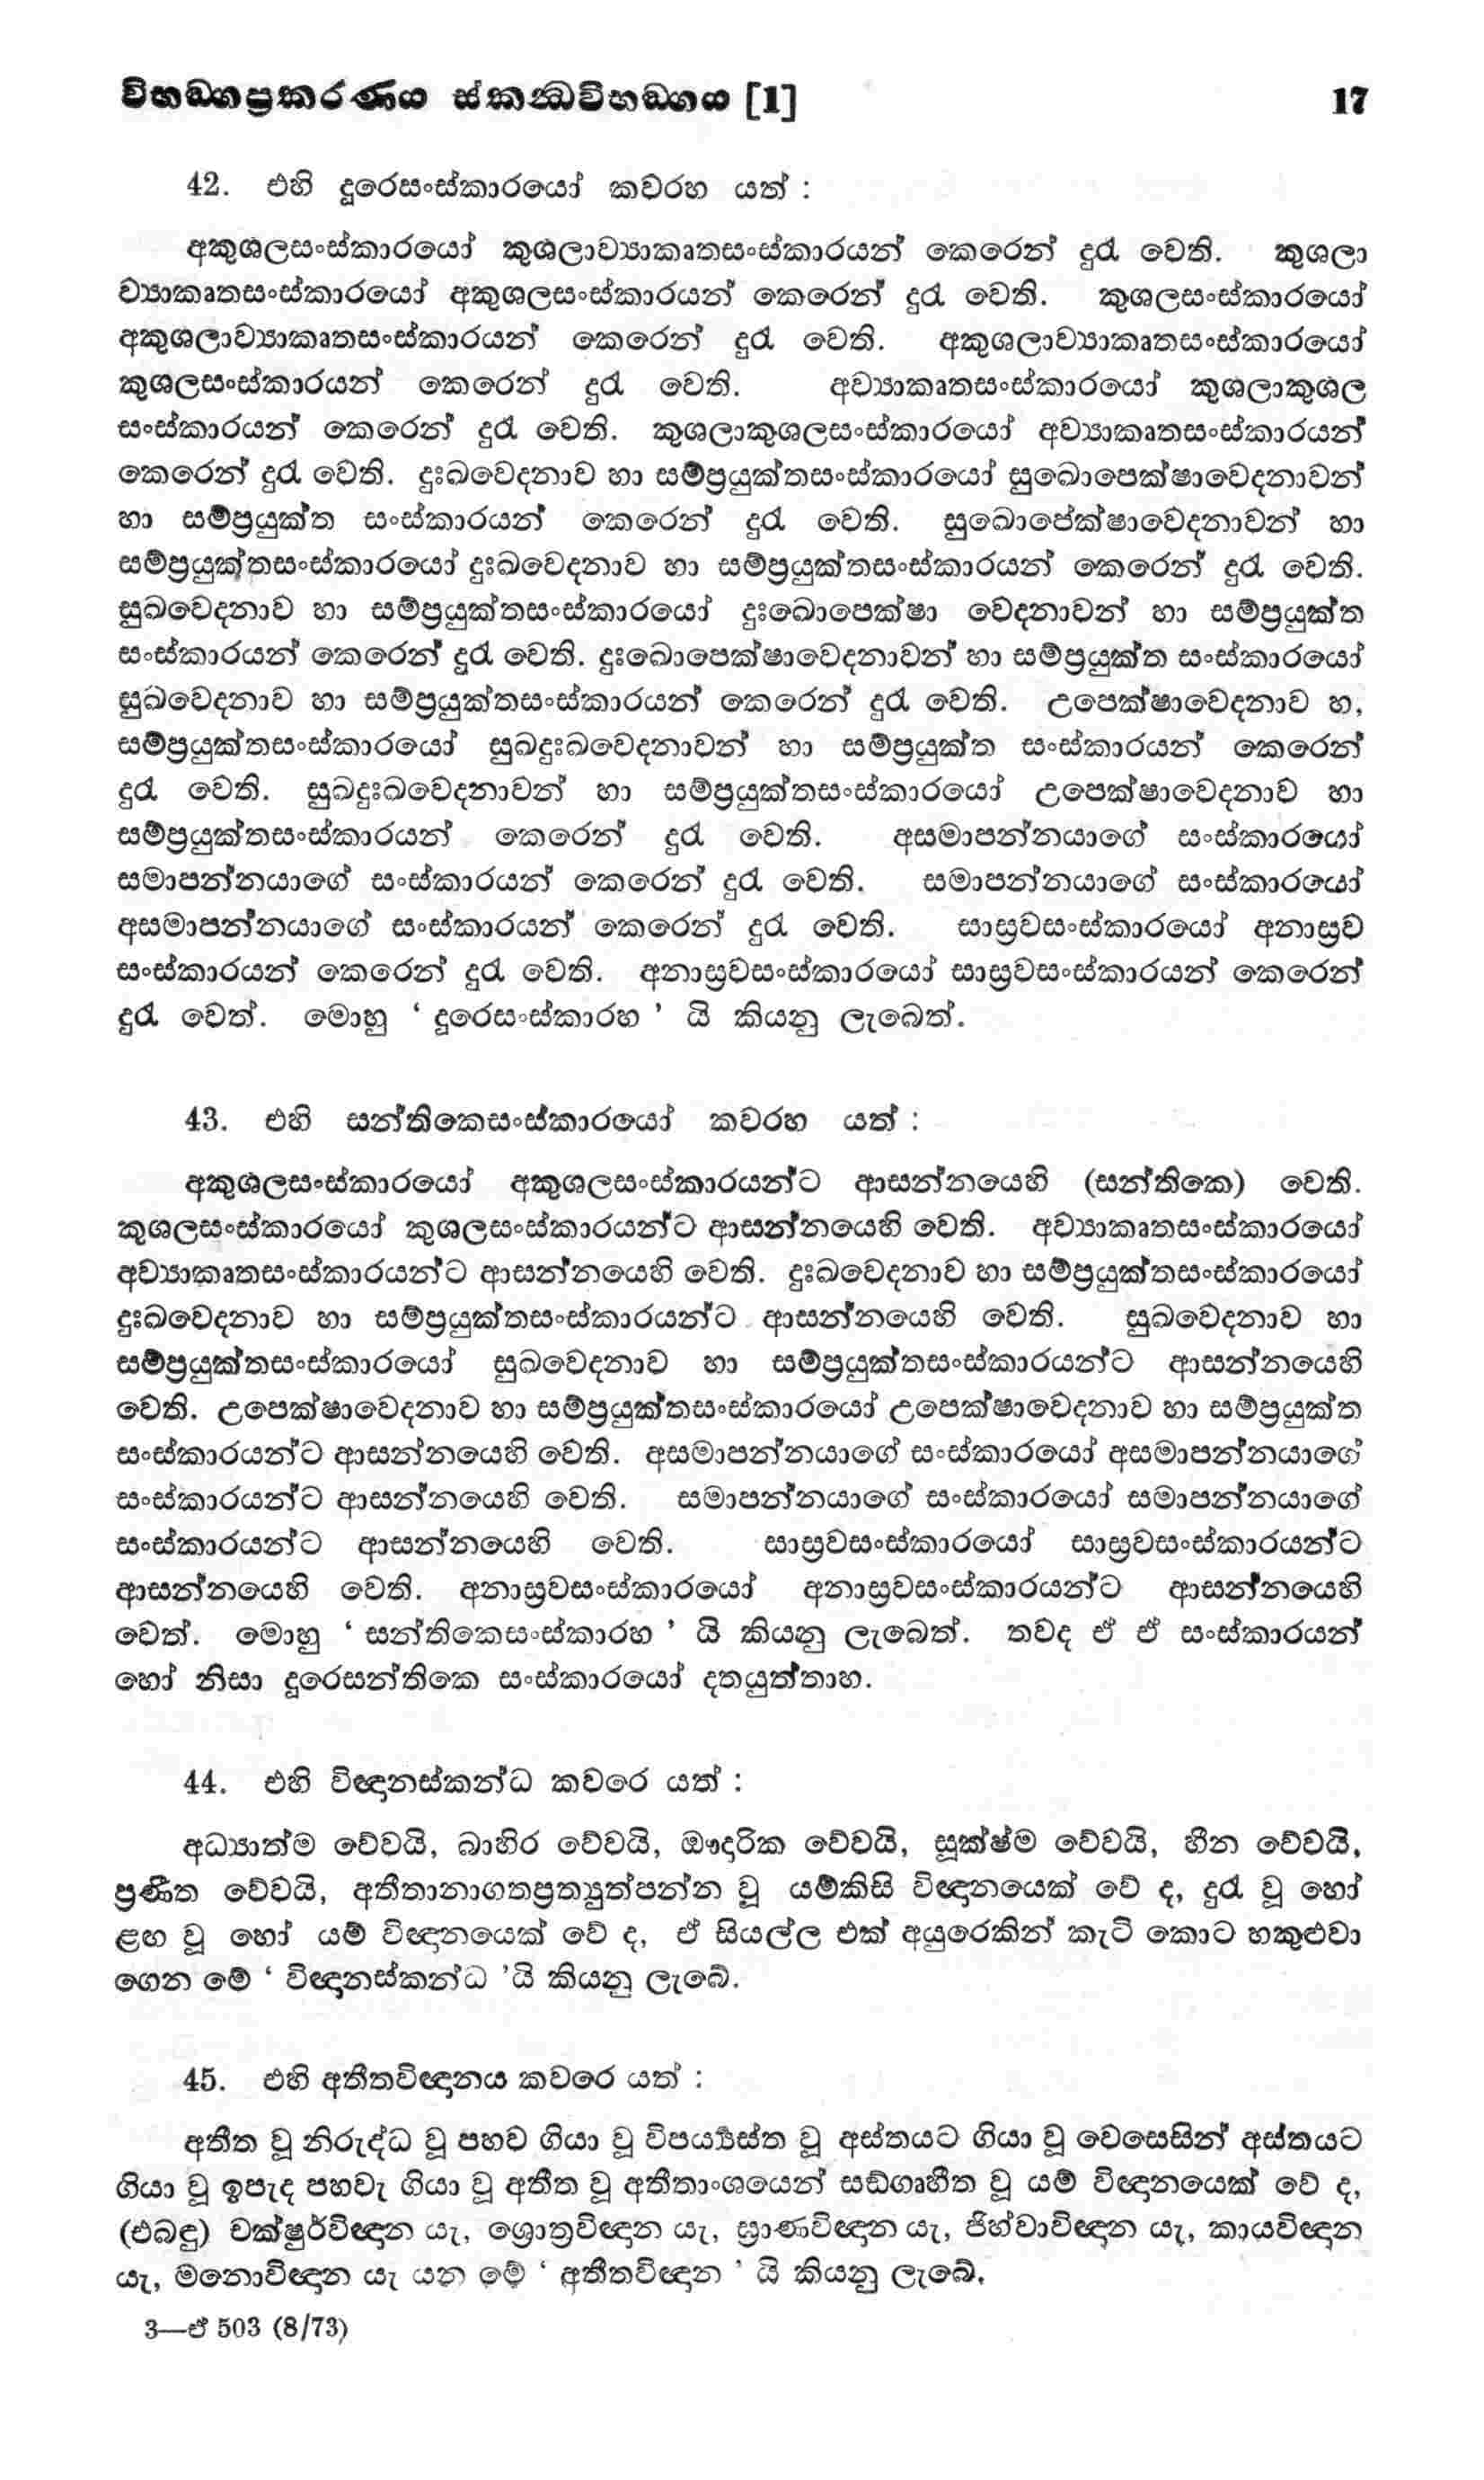 විභඞ්ගප්‍රකරණය ස්කන්‍ධවිභඞ්ගය [1] 17
42. එහි දූරෙසංස්කාරයෝ කවරහ යත් :
අකුශලසංස්කාරයෝ කුශලාව්‍යාකෘතසංස්කාරයන් කෙරෙන් දුරැ වෙති. කුශලා
ව්‍යාකෘතසංස්කාරයෝ අකුශලසංස්කාරයන් කෙරෙන් දුරැ වෙති. කුශලසංස්කාරයෝ
අකුශලාව්‍යාකෘතසංස්කාරයන් කෙරෙන් දුරැ වෙති. අකුශලාව්‍යාකෘතසංස්කාරයෝ
කුශලසංස්කාරයන් කෙරෙන් දුරැ වෙති. අව්‍යාකෘතසංස්කාරයෝ කුශලාකුශල
සංස්කාරයන් කෙරෙන් දුරැ වෙති. කුශලාකුශලසංස්කාරයෝ අව්‍යාකෘතසංස්කාරයන්
කෙරෙන් දුරැ වෙති. දුඃඛවෙදනාව හා සම්ප්‍රයුක්තසංස්කාරයෝ සුඛොපෙක්ෂාවෙදනාවන්
හා සම්ප්‍රයුක්ත සංස්කාරයන් කෙරෙන් දුරැ වෙති. සුඛොපේක්ෂාවේදනාවන් හා
සම්ප්‍රයුක්තසංස්කාරයෝ දුඃඛවෙදනාව හා සම්ප්‍රයුක්තසංස්කාරයන් කෙරෙන් දුරැ වෙති.
සුඛවෙදනාව හා සම්ප්‍රයුක්තසංස්කාරයෝ දුඃඛොපෙක්ෂා වේදනාවන් හා සම්ප්‍රයුක්ත
සංස්කාරයන් කෙරෙන් දුරැ වෙති. දුඃඛොපෙක්ෂාවෙදනාවන් හා සම්ප්‍රයුක්ත සංස්කාරයෝ
සුඛවෙදනාව හා සම්ප්‍රයුක්තසංස්කාරයන් කෙරෙන් දුරැ වෙති. උපෙක්ෂාවෙදනාව හ,
සම්ප්‍රයුක්තසංස්කාරයෝ සුඛදුඃඛවෙදනාවන් හා සම්ප්‍රයුක්ත සංස්කාරයන් කෙරෙන්
දුරැ වෙති. සුඛදුඃඛවෙදනාවන් හා සම්ප්‍රයුක්තසංස්කාරයෝ උපෙක්ෂාවෙදනාව හා
සම්ප්‍රයුක්තසංස්කාරයන් කෙරෙන් දුරැ වෙති. අසමාපන්නයාගේ සංස්කාරයෝ
සමාපන්නයාගේ සංස්කාරයන් කෙරෙන් දුරැ වෙති. සමාපන්නයාගේ සංස්කාරයෝ
අසමාපන්නයාගේ සංස්කාරයන් කෙරෙන් දුරැ වෙති. සාස්‍රවසංස්කාරයෝ අනාස්‍රව
සංස්කාරයන් කෙරෙන් දුරැ වෙති. අනාස්‍රවසංස්කාරයෝ සාස්‍රවසංස්කාරයන් කෙරෙන්
දුරැ වෙත්. මොහු ‘ දූරෙසංස්කාරහ ’ යි කියනු ලැබෙත්.
43. එහි සන්තිකෙසංස්කාරයෝ කවරහ යත් :
අකුශලසංස්කාරයෝ අකුශලසංස්කාරයන්ට ආසන්නයෙහි (සන්තිකෙ) වෙති.
කුශලසංස්කාරයෝ කුශලසංස්කාරයන්ට ආසන්නයෙහි වෙති. අව්‍යාකෘතසංස්කාරයෝ
අව්‍යාකෘතසංස්කාරයන්ට ආසන්නයෙහි වෙති. දුඃඛවෙදනාව හා සම්ප්‍රයුක්තසංස්කාරයෝ
දුඃඛවෙදනාව හා සම්ප්‍රයුක්තසංස්කාරයන්ට ආසන්නයෙහි වෙති. සුඛවෙදනාව හා
සම්ප්‍රයුක්තසංස්කාරයෝ සුඛවෙදනාව හා සම්ප්‍රයුක්තසංස්කාරයන්ට ආසන්නයෙහි
වෙති. උපෙක්ෂාවෙදනාව හා සම්ප්‍රයුක්තසංස්කාරයෝ උපෙක්ෂාවෙදනාව හා සම්ප්‍රයුක්ත
සංස්කාරයන්ට ආසන්නයෙහි වෙති. අසමාපන්නයාගේ සංස්කාරයෝ අසමාපන්නයාගේ
සංස්කාරයන්ට ආසන්නයෙහි වෙති. සමාපන්නයාගේ සංස්කාරයෝ සමාපන්නයාගේ
සංස්කාරයන්ට ආසන්නයෙහි වෙති. සාස්‍රවසංස්කාරයෝ සාස්‍රවසංස්කාරයන්ට
ආසන්නයෙහි වෙති. අනාස්‍රවසංස්කාරයෝ අනාස්‍රවසංස්කාරයන්ට ආසන්නයෙහි
වෙත්. මොහු ‘ සන්තිකෙසංස්කාරහ ’ යි කියනු ලැබෙත්. තවද ඒ ඒ සංස්කාරයන්
හෝ නිසා දූරෙසන්තිකෙ සංස්කාරයෝ දතයුත්තාහ.
44. එහි විඥානස්කන්ධ කවරෙ යත් :
අධ්‍යාත්ම වේවයි, බාහිර වේවයි, ඖදාරික වේවයි, සූක්ෂ්ම වේවයි, හීන වේවයි,
ප්‍රණීත වේවයි, අතීතානාගතප්‍රත්‍යුත්පන්න වූ යම්කිසි විඥානයෙක් වේ ද, දුරැ වූ හෝ
ළඟ වූ හෝ යම් විඥානයෙක් වේ ද, ඒ සියල්ල එක් අයුරෙකින් කැටි කොට හකුළුවා
ගෙන මේ ‘ විඥානස්කන්ධ ’යි කියනු ලැබේ.
45. එහි අතීතවිඥානය කවරෙ යත් :
අතීත වූ නිරුද්ධ වූ පහව ගියා වූ විපර්‍ය්‍යස්ත වූ අස්තයට ගියා වූ වෙසෙසින් අස්තයට
ගියා වූ ඉපැද පහවැ ගියා වූ අතීත වූ අතීතාංශයෙන් සඞ්ගෘහීත වූ යම් විඥානයෙක් වේ ද,
(එබඳු) චක්ෂුර්විඥාන යැ, ශ්‍රොත්‍රවිඥාන යැ, ඝ්‍රාණවිඥාන යැ, ජිහ්වාවිඥාන යැ, කායවිඥාන
යැ, මනොවිඥාන යැ යන මේ ‘ අතීතවිඥාන ’ යි කියනු ලැබේ.
3—ඒ 503 (8/73)